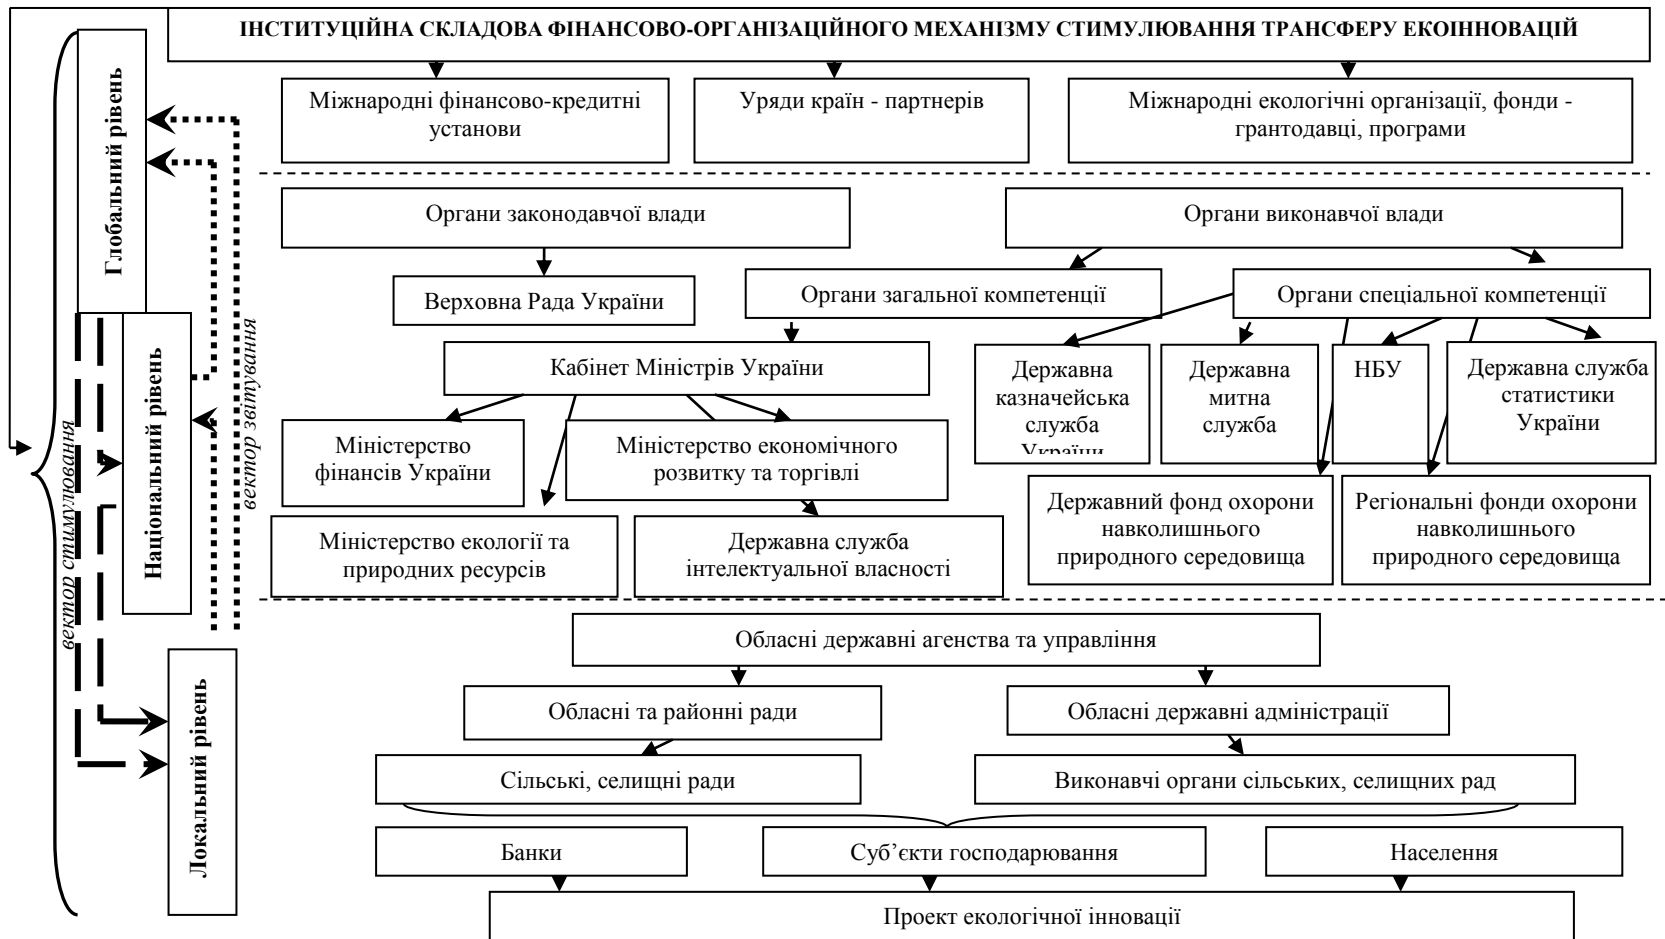 ІНСТИТУЦІЙНА СКЛАДОВА ФІНАНСОВО-ОРГАНІЗАЦІЙНОГО МЕХАНІЗМУ СТИМУЛЮВАННЯ ТРАНСФЕРУ ЕКОІННОВАЦІЙ
Глобальний рівень
Міжнародні фінансово-кредитні
установи
Уряди країн - партнерів
Міжнародні екологічні організації, фонди -
грантодавці, програми
Національний рівень
вектор стимулювання
вектор звітування
Органи законодавчої влади
Органи виконавчої влади
Верховна Рада України
Органи загальної компетенції
Органи спеціальної компетенції
Кабінет Міністрів України
Державна
казначейська
служба
України
Державна
митна
служба
НБУ
Державна служба
статистики
України
Міністерство
фінансів України
Міністерство економічного
розвитку та торгівлі
Міністерство екології та
природних ресурсів
Державна служба
інтелектуальної власності
Державний фонд охорони
навколишнього
природного середовища
Регіональні фонди охорони
навколишнього
природного середовища
Локальний рівень
Обласні державні агенства та управління
Обласні та районні ради
Обласні державні адміністрації
Сільські, селищні ради
Виконавчі органи сільських, селищних рад
Банки
Суб’єкти господарювання
Населення
Проект екологічної інновації